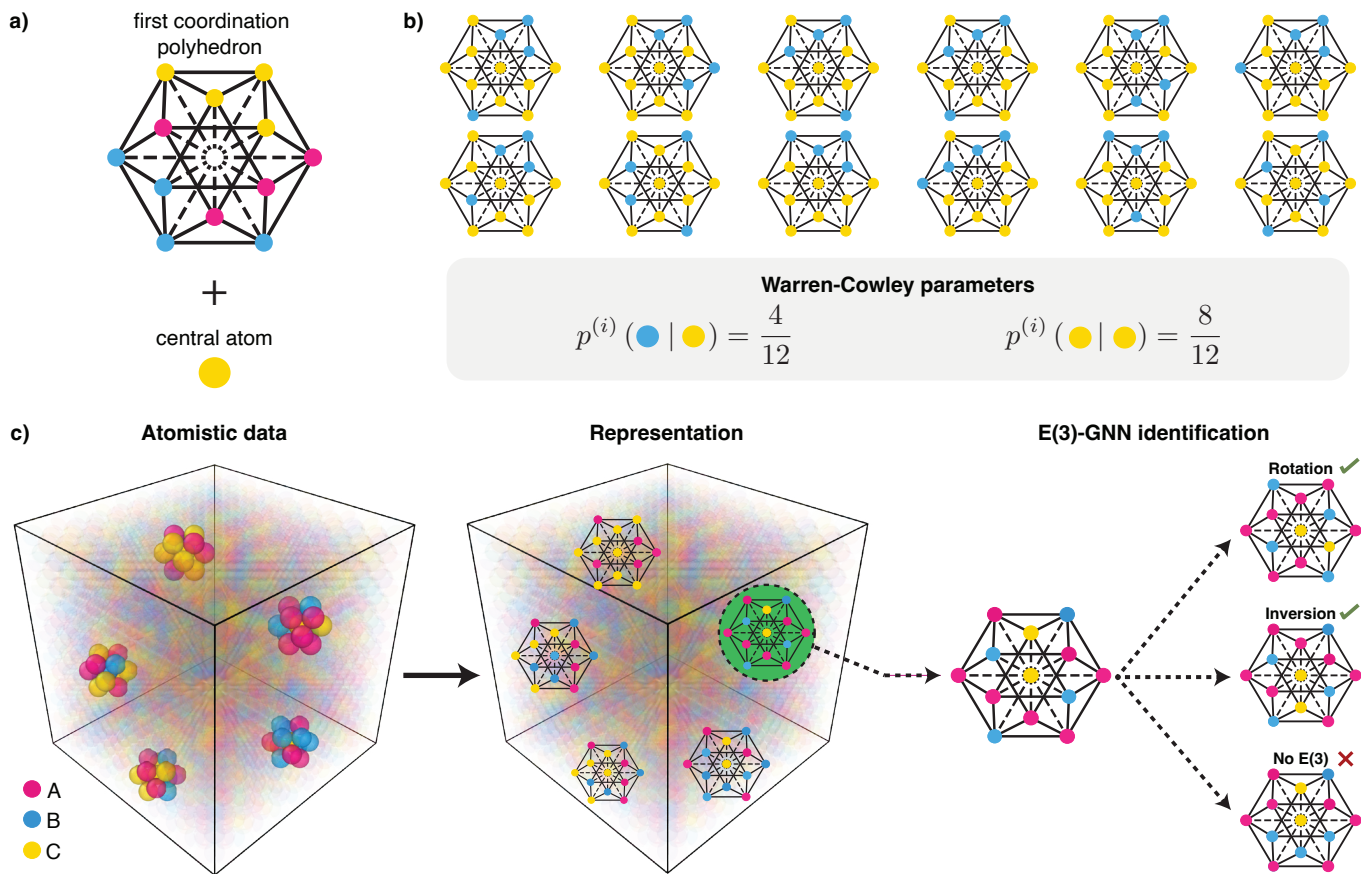 a)
first coordination
polyhedron
+
central atom
b)
Warren-Cowley parameters
p^{(i)} ( | ) = 4/12
p^{(i)} ( | ) = 8/12
c)
Atomistic data
Representation
E(3)-GNN identification
Rotation ✓
Inversion ✓
No E(3) ✗
A
B
C